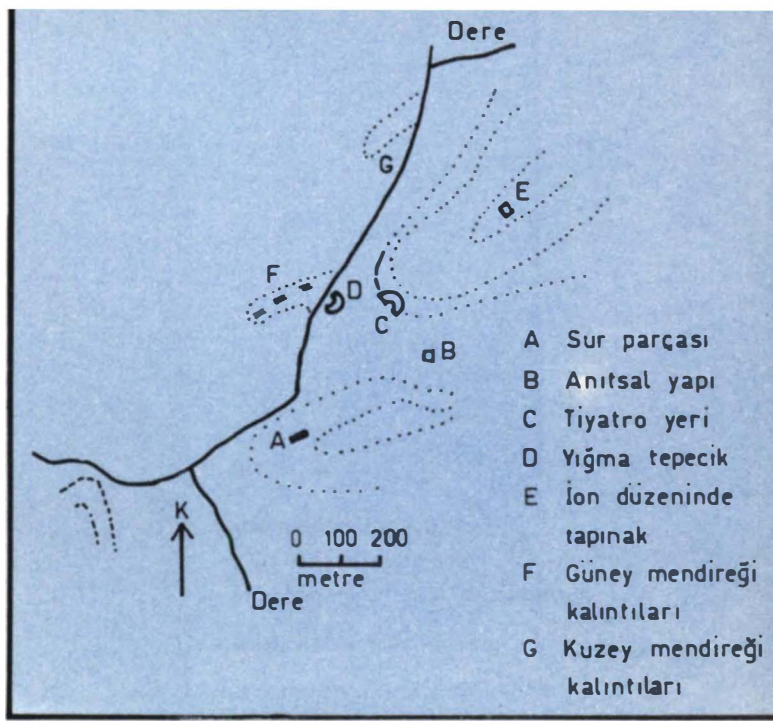 Dere
G
E
F
D
C
B
A
K
0 100 200
metre
Dere
A Sur parçası
B Anıtsal yapı
C Tiyatro yeri
D Yığma tepecik
E İon düzeninde
tapınak
F Güney mendireği
kalıntıları
G Kuzey mendireği
kalıntıları